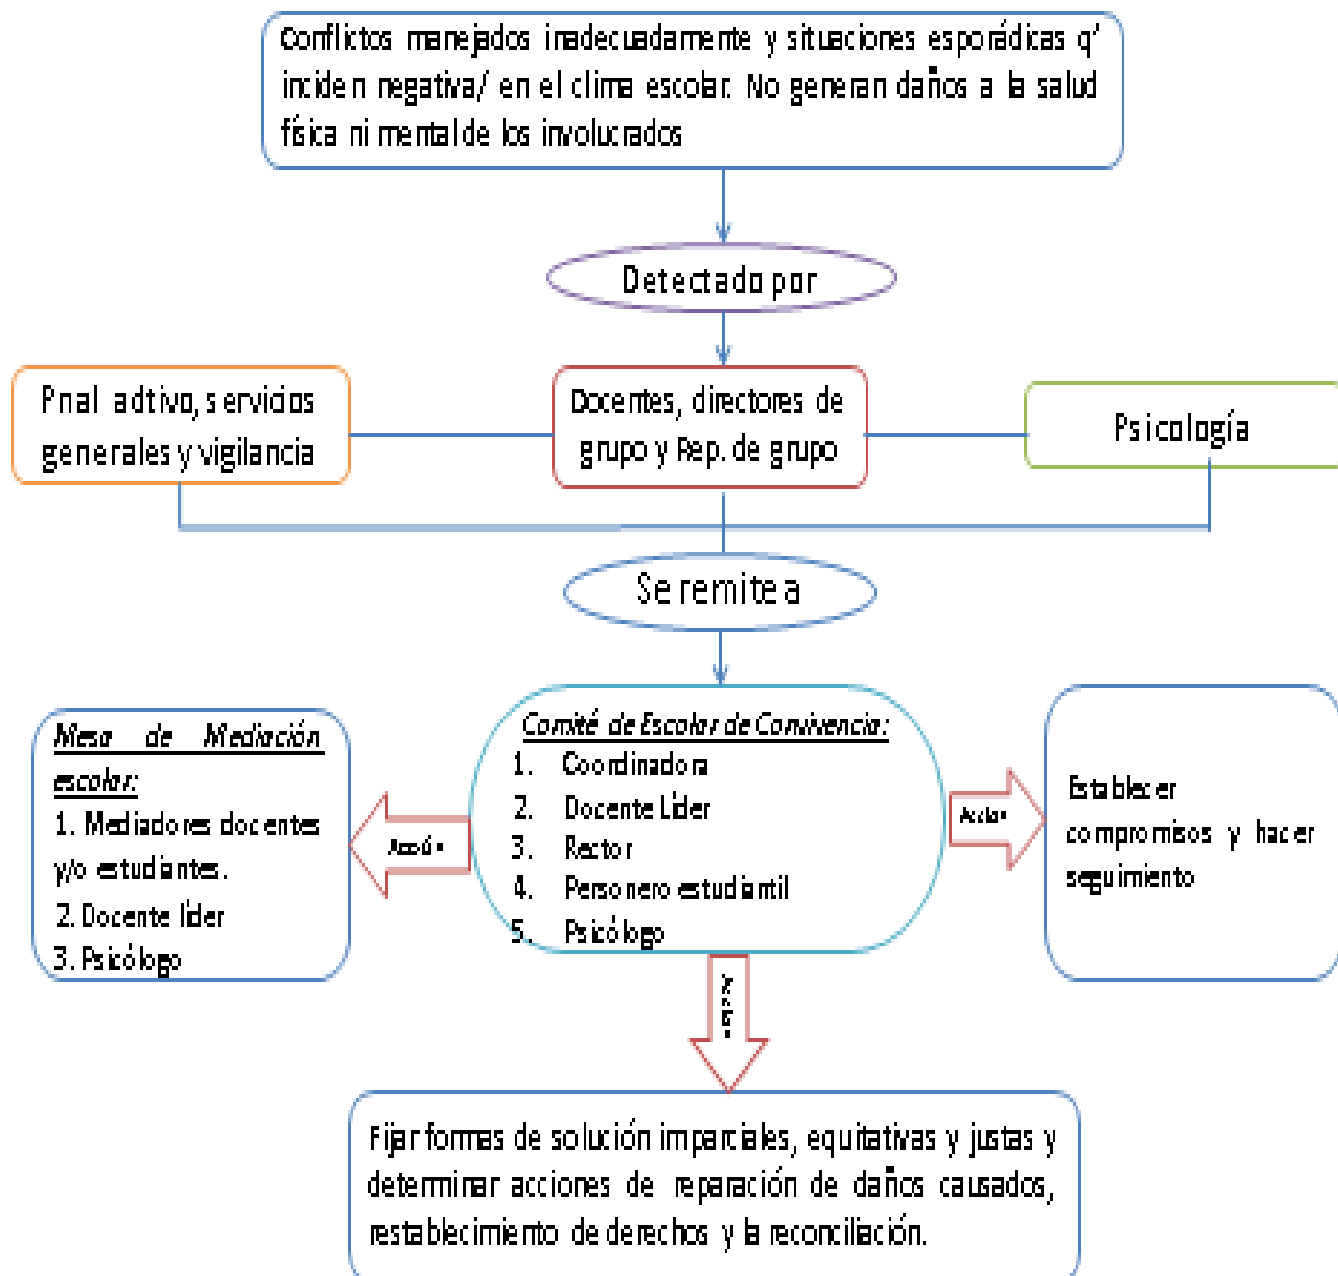 Conflictos manejados inadecuadamente y situaciones esporádicas q'
inciden negativa/ en el clima escolar. No generan daños a la salud
física ni mental de los involucrados
Detectado por
Pnal adtivo, servicios
generales y vigilancia
Docentes, directores de
grupo y Rep. de grupo
Psicología
Se remite a
Mesa de Mediación
escolar:
1. Mediadores docentes
y/o estudiantes.
2. Docente líder
3. Psicólogo
Acción
Comité de Escolar de Convivencia:
1. Coordinadora
2. Docente Líder
3. Rector
4. Personero estudiantil
5. Psicólogo
Acción
Establecer
compromisos y hacer
seguimiento
Acción
Fijar formas de solución imparciales, equitativas y justas y
determinar acciones de reparación de daños causados,
restablecimiento de derechos y la reconciliación.